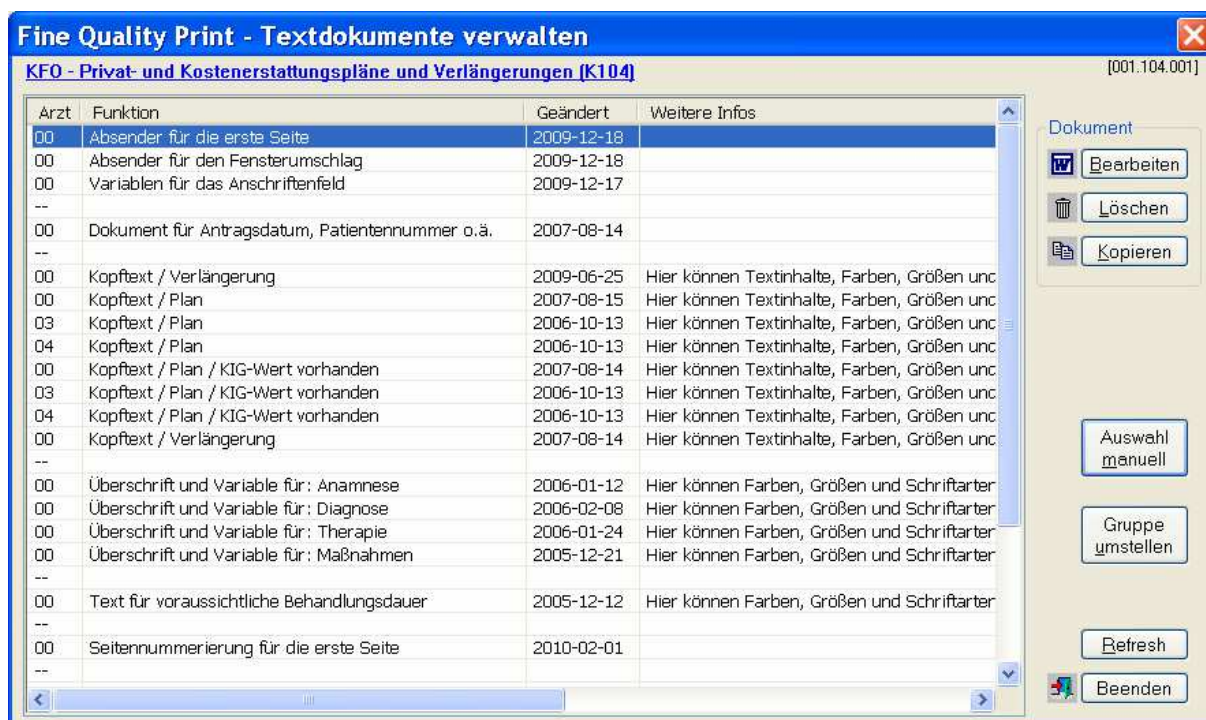 Fine Quality Print - Textdokumente verwalten
KFO - Privat- und Kostenerstattungspläne und Verlängerungen (K104)
[001.104.001]
Arzt Funktion Geändert Weitere Infos
00 Absender für die erste Seite 2009-12-18
00 Absender für den Fensterumschlag 2009-12-18
00 Variablen für das Anschriftenfeld 2009-12-17
--
00 Dokument für Antragsdatum, Patientennummer o.ä. 2007-08-14
--
00 Kopftext / Verlängerung 2009-06-25 Hier können Textinhalte, Farben, Größen und
00 Kopftext / Plan 2007-08-15 Hier können Textinhalte, Farben, Größen und
03 Kopftext / Plan 2006-10-13 Hier können Textinhalte, Farben, Größen und
04 Kopftext / Plan 2006-10-13 Hier können Textinhalte, Farben, Größen und
00 Kopftext / Plan / KIG-Wert vorhanden 2007-08-14 Hier können Textinhalte, Farben, Größen und
03 Kopftext / Plan / KIG-Wert vorhanden 2006-10-13 Hier können Textinhalte, Farben, Größen und
04 Kopftext / Plan / KIG-Wert vorhanden 2006-10-13 Hier können Textinhalte, Farben, Größen und
00 Kopftext / Verlängerung 2007-08-14 Hier können Textinhalte, Farben, Größen und
--
00 Überschrift und Variable für: Anamnese 2006-01-12 Hier können Farben, Größen und Schriftarten
00 Überschrift und Variable für: Diagnose 2006-02-08 Hier können Farben, Größen und Schriftarten
00 Überschrift und Variable für: Therapie 2006-01-24 Hier können Farben, Größen und Schriftarten
00 Überschrift und Variable für: Maßnahmen 2005-12-21 Hier können Farben, Größen und Schriftarten
--
00 Text für voraussichtliche Behandlungsdauer 2005-12-12 Hier können Farben, Größen und Schriftarten
--
00 Seitennummerierung für die erste Seite 2010-02-01
--
Dokument
Bearbeiten
Löschen
Kopieren
Auswahl
manuell
Gruppe
umstellen
Refresh
Beenden